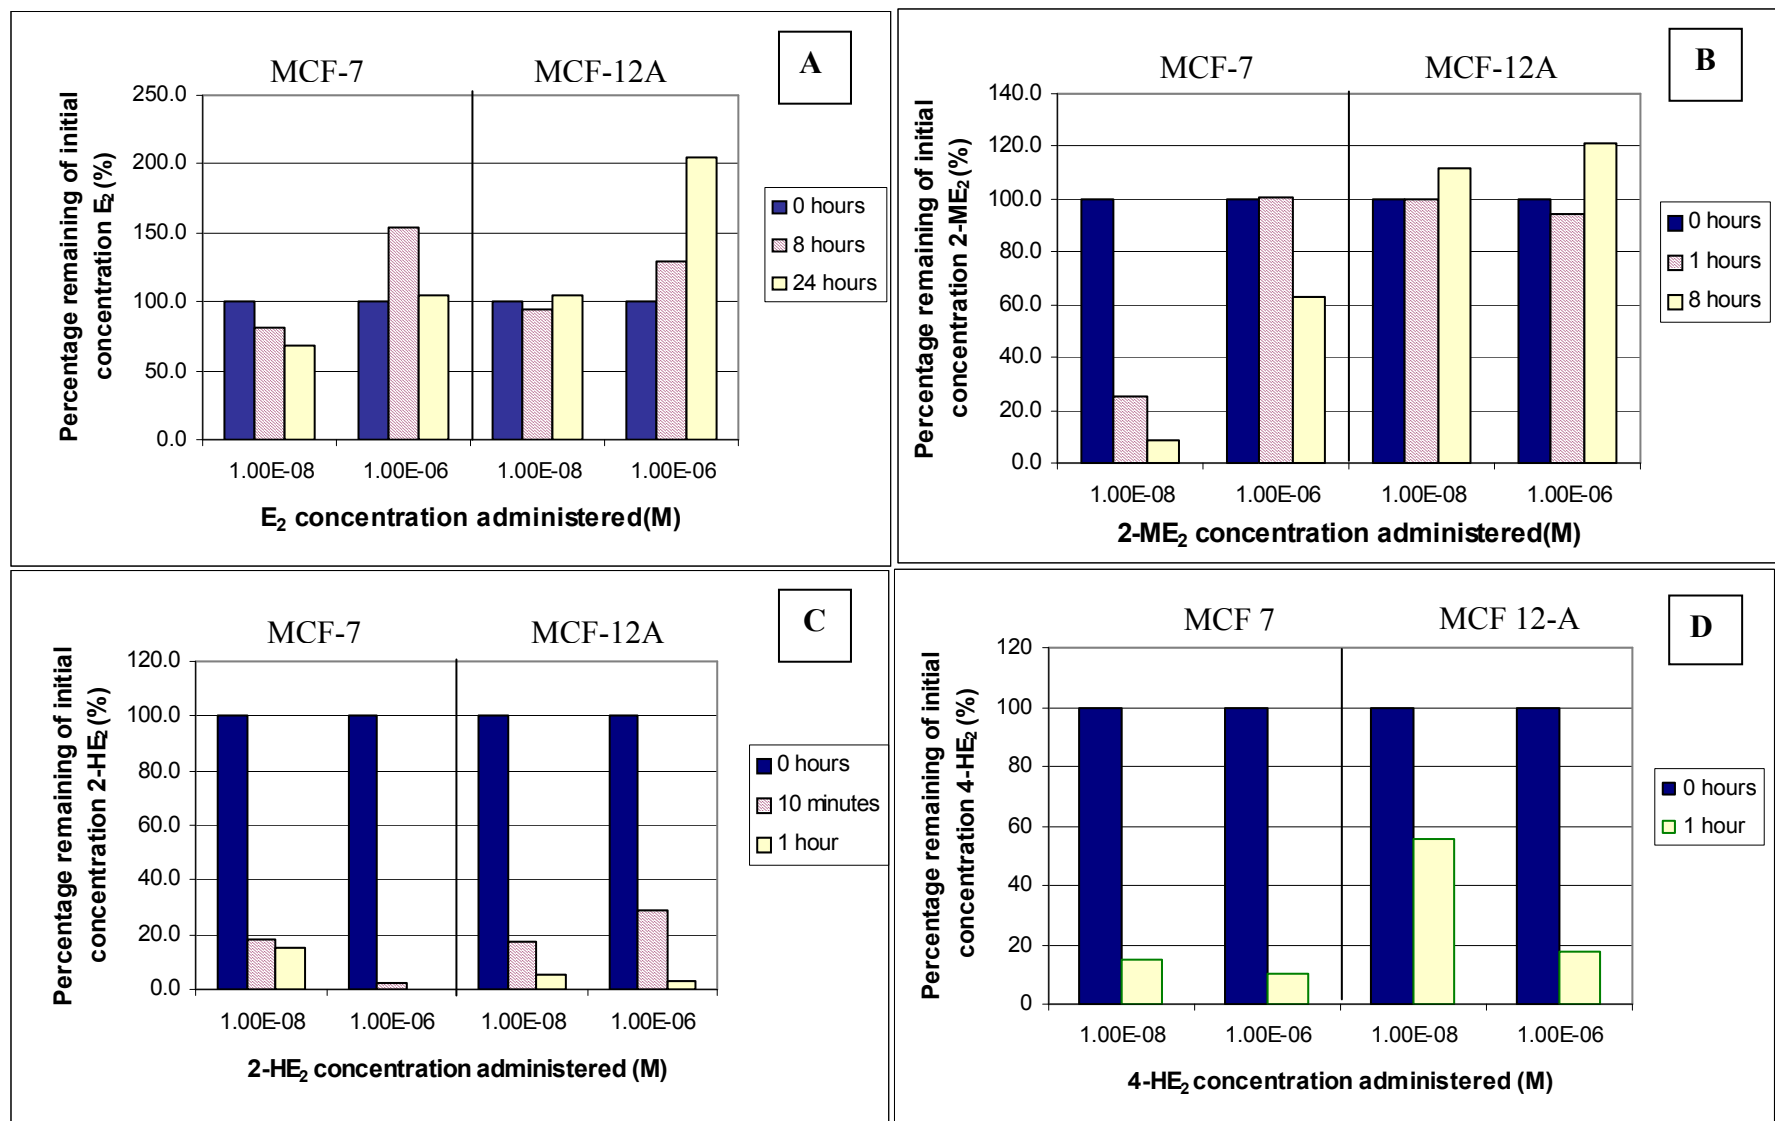 A
MCF-7 MCF-12A
Percentage remaining of initial
concentration E₂ (%)
250.0
200.0
150.0
100.0
50.0
0.0
1.00E-08 1.00E-06 1.00E-08 1.00E-06
E₂ concentration administered(M)
0 hours
8 hours
24 hours
B
MCF-7 MCF-12A
Percentage remaining of initial
concentration 2-ME₂ (%)
140.0
120.0
100.0
80.0
60.0
40.0
20.0
0.0
1.00E-08 1.00E-06 1.00E-08 1.00E-06
2-ME₂ concentration administered(M)
0 hours
1 hours
8 hours
C
MCF-7 MCF-12A
Percentage remaining of initial
concentration 2-HE₂ (%)
120.0
100.0
80.0
60.0
40.0
20.0
0.0
1.00E-08 1.00E-06 1.00E-08 1.00E-06
2-HE₂ concentration administered (M)
0 hours
10 minutes
1 hour
D
MCF 7 MCF 12-A
Percentage remaining of initial
concentration 4-HE₂ (%)
120
100
80
60
40
20
0
1.00E-08 1.00E-06 1.00E-08 1.00E-06
4-HE₂ concentration administered (M)
0 hours
1 hour